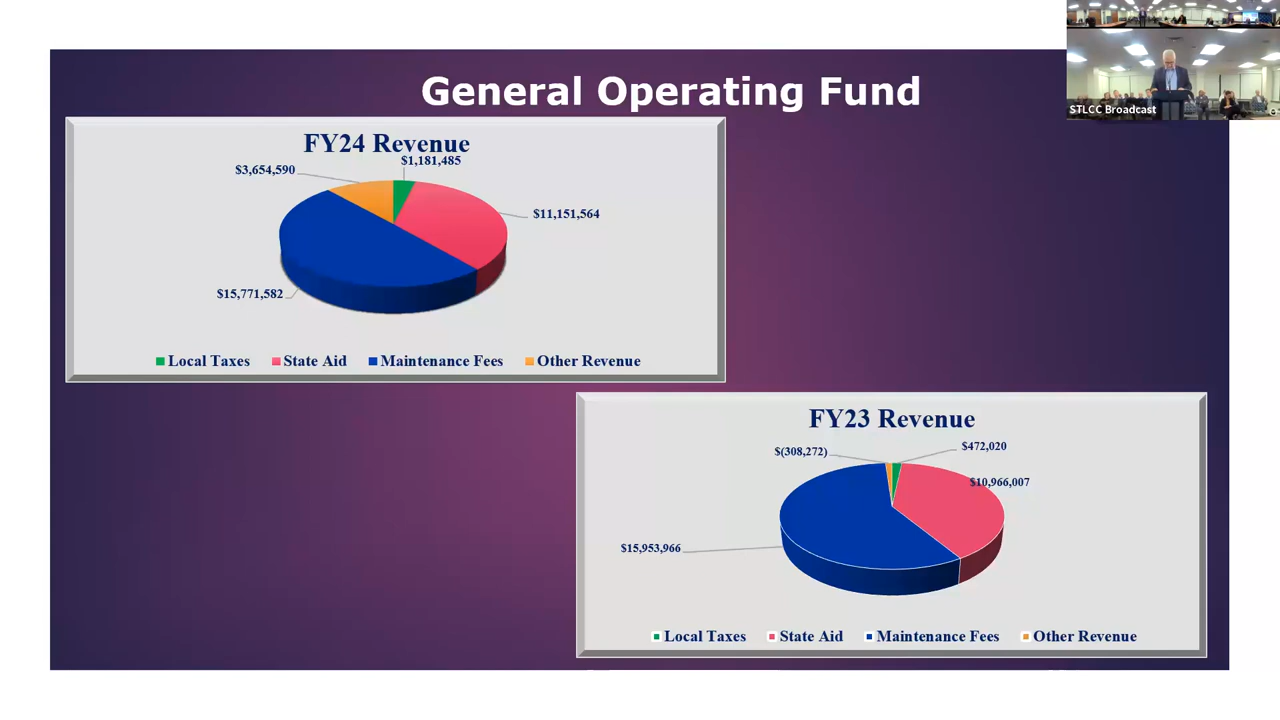 General Operating Fund
STLCC Broadcast
FY24 Revenue
$1,181,485
$3,654,590
$11,151,564
$15,771,582
Local Taxes State Aid Maintenance Fees Other Revenue
FY23 Revenue
$472,020
$(308,272)
$10,966,007
$15,953,966
Local Taxes State Aid Maintenance Fees Other Revenue